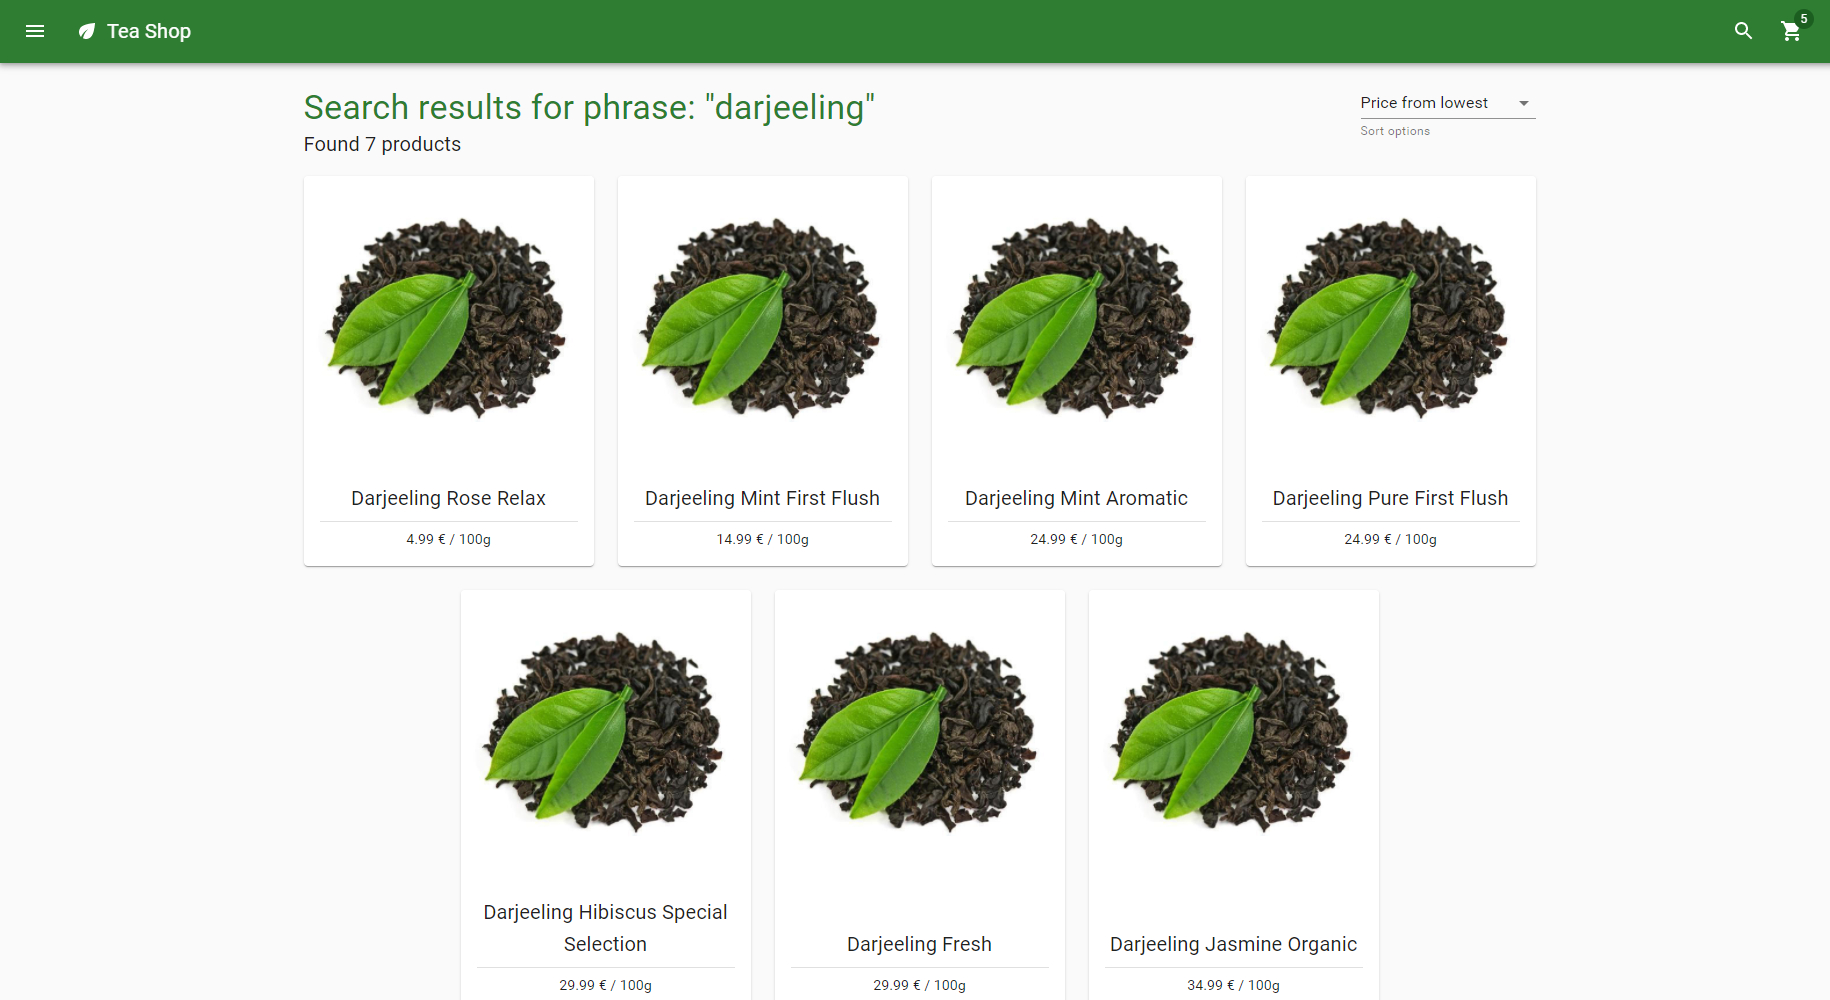 Tea Shop
5
Search results for phrase: "darjeeling"
Found 7 products
Price from lowest
Sort options
Darjeeling Rose Relax
4.99 € / 100g
Darjeeling Mint First Flush
14.99 € / 100g
Darjeeling Mint Aromatic
24.99 € / 100g
Darjeeling Pure First Flush
24.99 € / 100g
Darjeeling Hibiscus Special
Selection
29.99 € / 100g
Darjeeling Fresh
29.99 € / 100g
Darjeeling Jasmine Organic
34.99 € / 100g